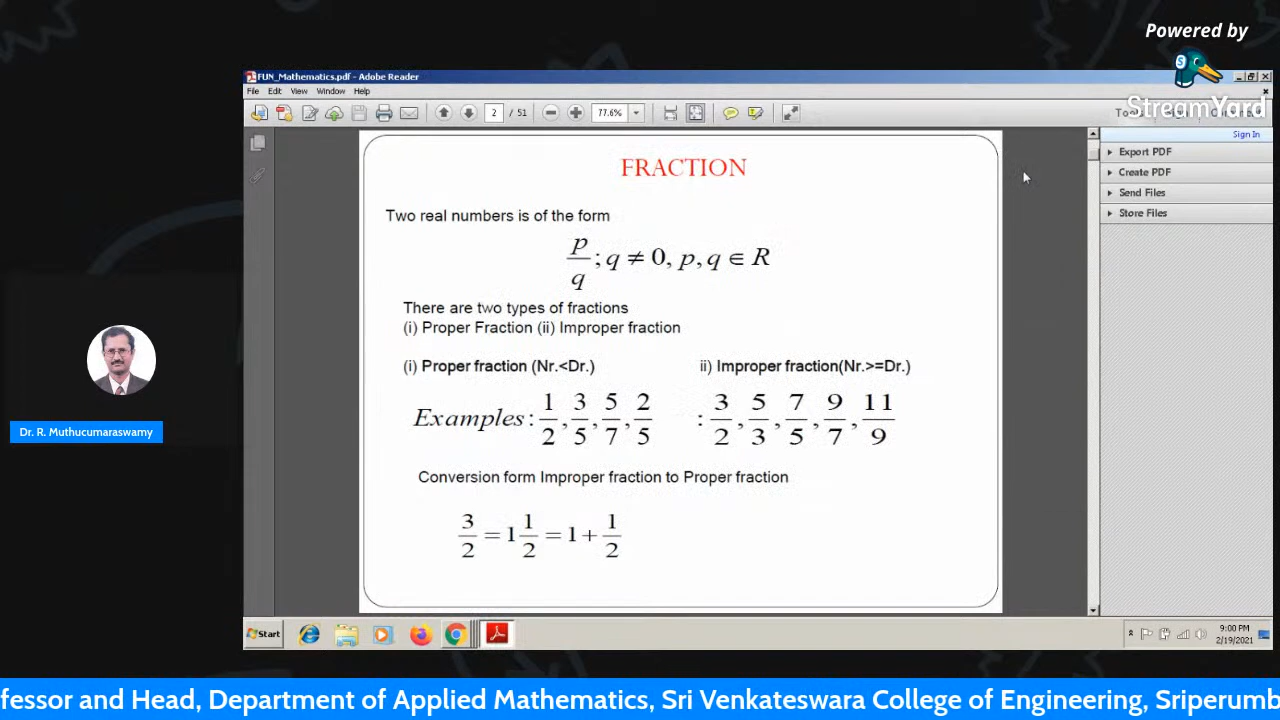 Powered by
StreamYard
FUN_Mathematics.pdf - Adobe Reader
File Edit View Window Help
2 / 51 77.6%
Sign In
Export PDF
Create PDF
Send Files
Store Files
FRACTION
Two real numbers is of the form
p/q ; q ≠ 0, p, q ∈ R
There are two types of fractions
(i) Proper Fraction (ii) Improper fraction
(i) Proper fraction (Nr.<Dr.) ii) Improper fraction(Nr.>=Dr.)
Examples : 1/2, 3/5, 5/7, 2/5 : 3/2, 5/3, 7/5, 9/7, 11/9
Conversion form Improper fraction to Proper fraction
3/2 = 1 1/2 = 1 + 1/2
Dr. R. Muthucumaraswamy
Start
9:00 PM
2/19/2021
fessor and Head, Department of Applied Mathematics, Sri Venkateswara College of Engineering, Sriperumb